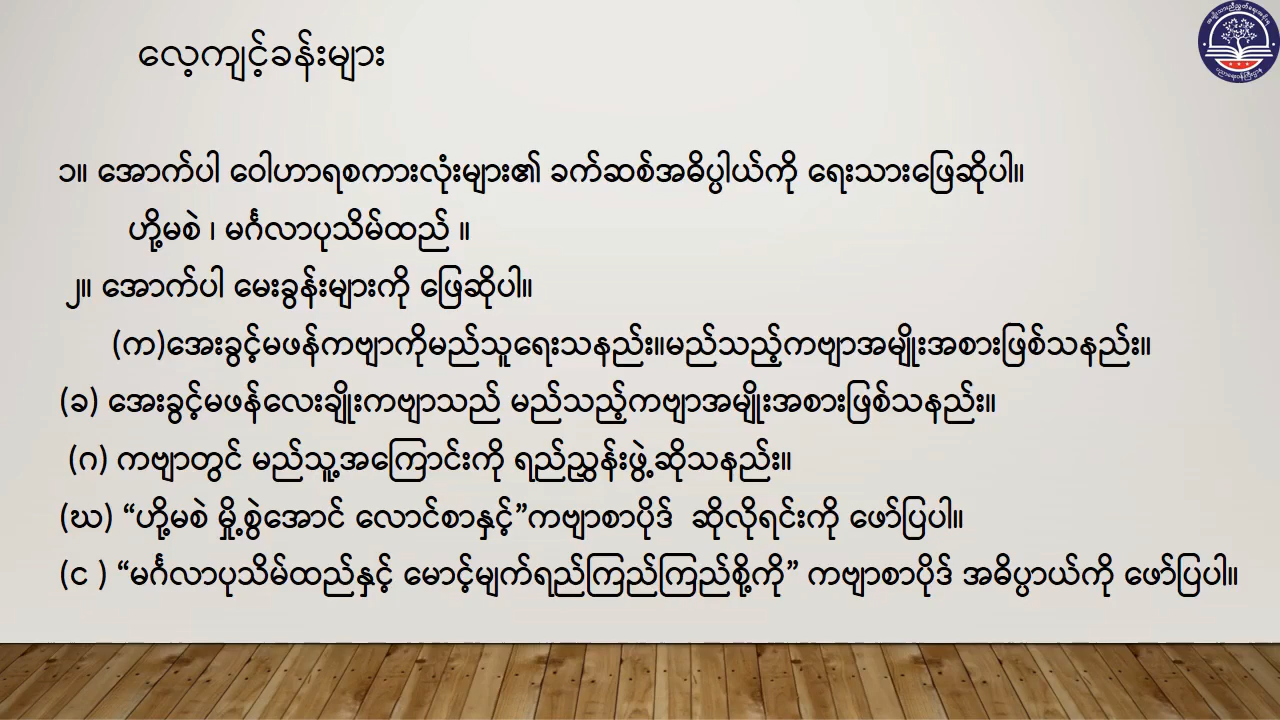 လေ့ကျင့်ခန်းများ
၁။ အောက်ပါ ဝေါဟာရစကားလုံးများ၏ ခက်ဆစ်အဓိပ္ပါယ်ကို ရေးသားဖြေဆိုပါ။
ဟို့မစဲ ၊ မင်္ဂလာပုသိမ်ထည် ။
၂။ အောက်ပါ မေးခွန်းများကို ဖြေဆိုပါ။
(က)အေးခွင့်မဖန်ကဗျာကိုမည်သူရေးသနည်း။မည်သည့်ကဗျာအမျိုးအစားဖြစ်သနည်း။
(ခ) အေးခွင့်မဖန်လေးချိုးကဗျာသည် မည်သည့်ကဗျာအမျိုးအစားဖြစ်သနည်း။
(ဂ) ကဗျာတွင် မည်သူ့အကြောင်းကို ရည်ညွှန်းဖွဲ့ဆိုသနည်း။
(ဃ) “ဟို့မစဲ မှို့စွဲအောင် လောင်စာနှင့်”ကဗျာစာပိုဒ် ဆိုလိုရင်းကို ဖော်ပြပါ။
(င ) “မင်္ဂလာပုသိမ်ထည်နှင့် မောင့်မျက်ရည်ကြည်ကြည်စို့ကို” ကဗျာစာပိုဒ် အဓိပ္ပာယ်ကို ဖော်ပြပါ။